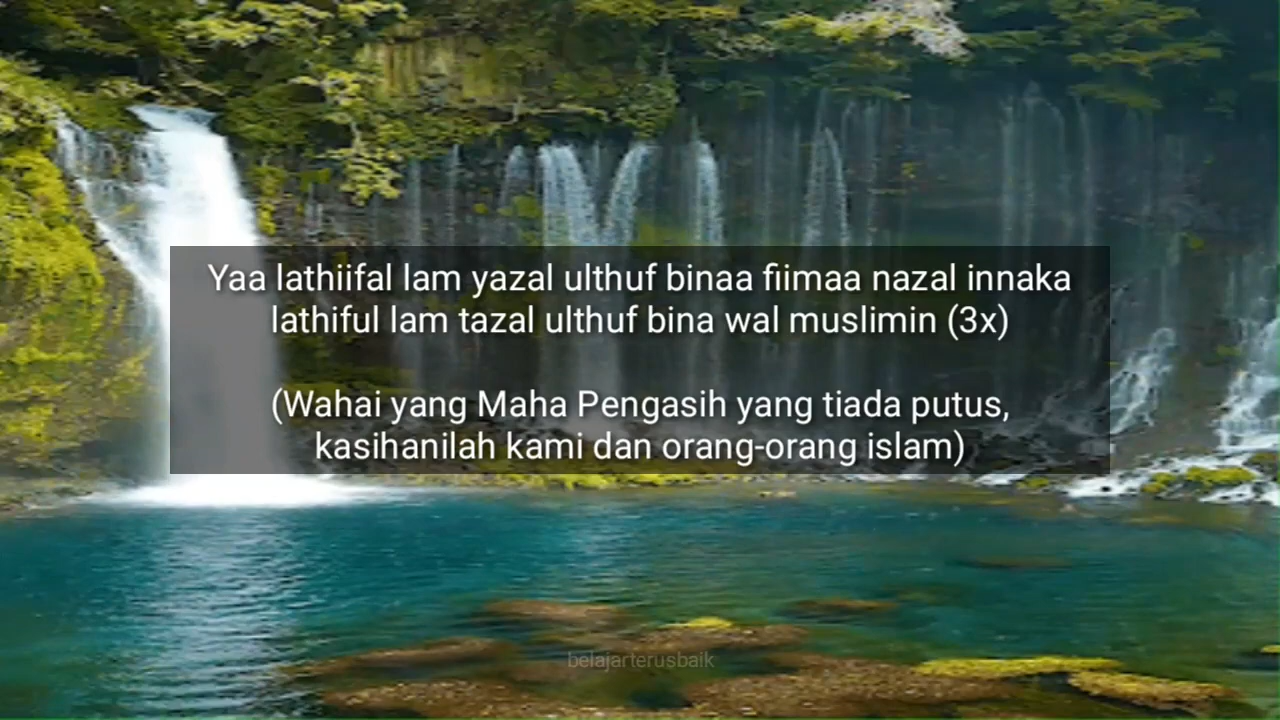 Yaa lathiifal lam yazal ulthuf binaa fiimaa nazal innaka
lathiful lam tazal ulthuf bina wal muslimin (3x)
(Wahai yang Maha Pengasih yang tiada putus,
kasihanilah kami dan orang-orang islam)
belajarterusbaik